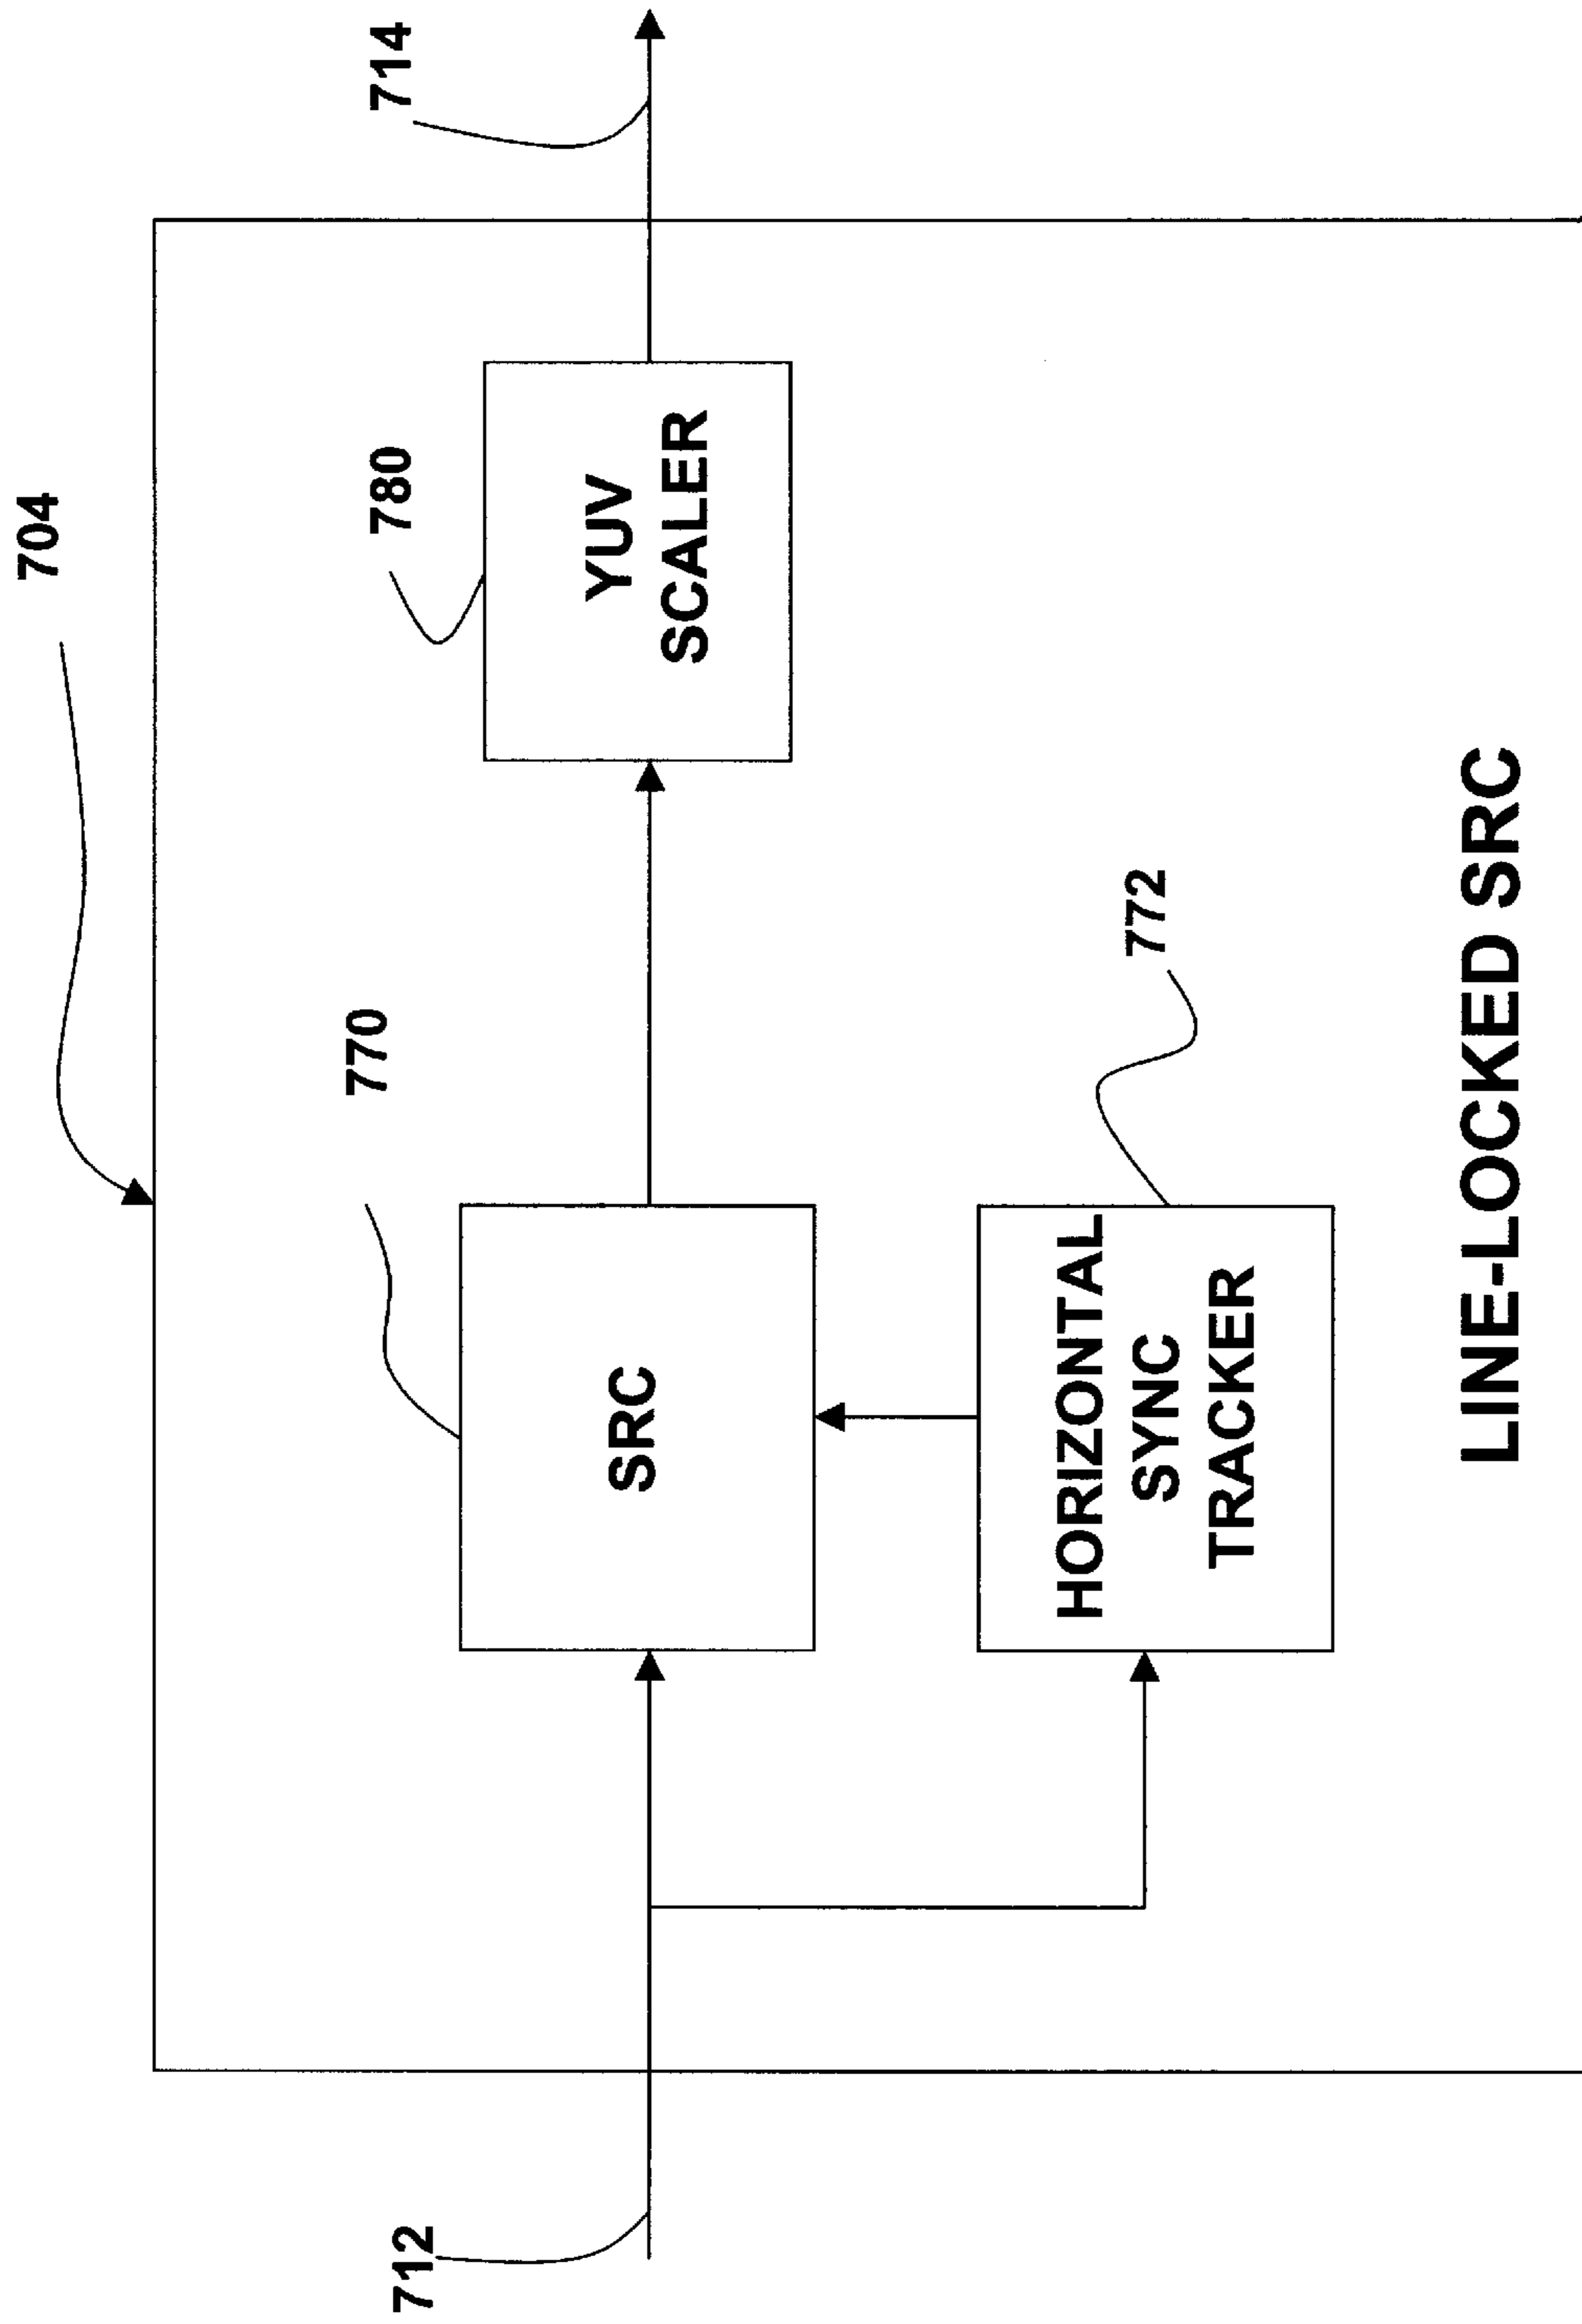 704
712
714
770
SRC
780
YUV
SCALER
HORIZONTAL
SYNC
TRACKER
772
LINE-LOCKED SRC